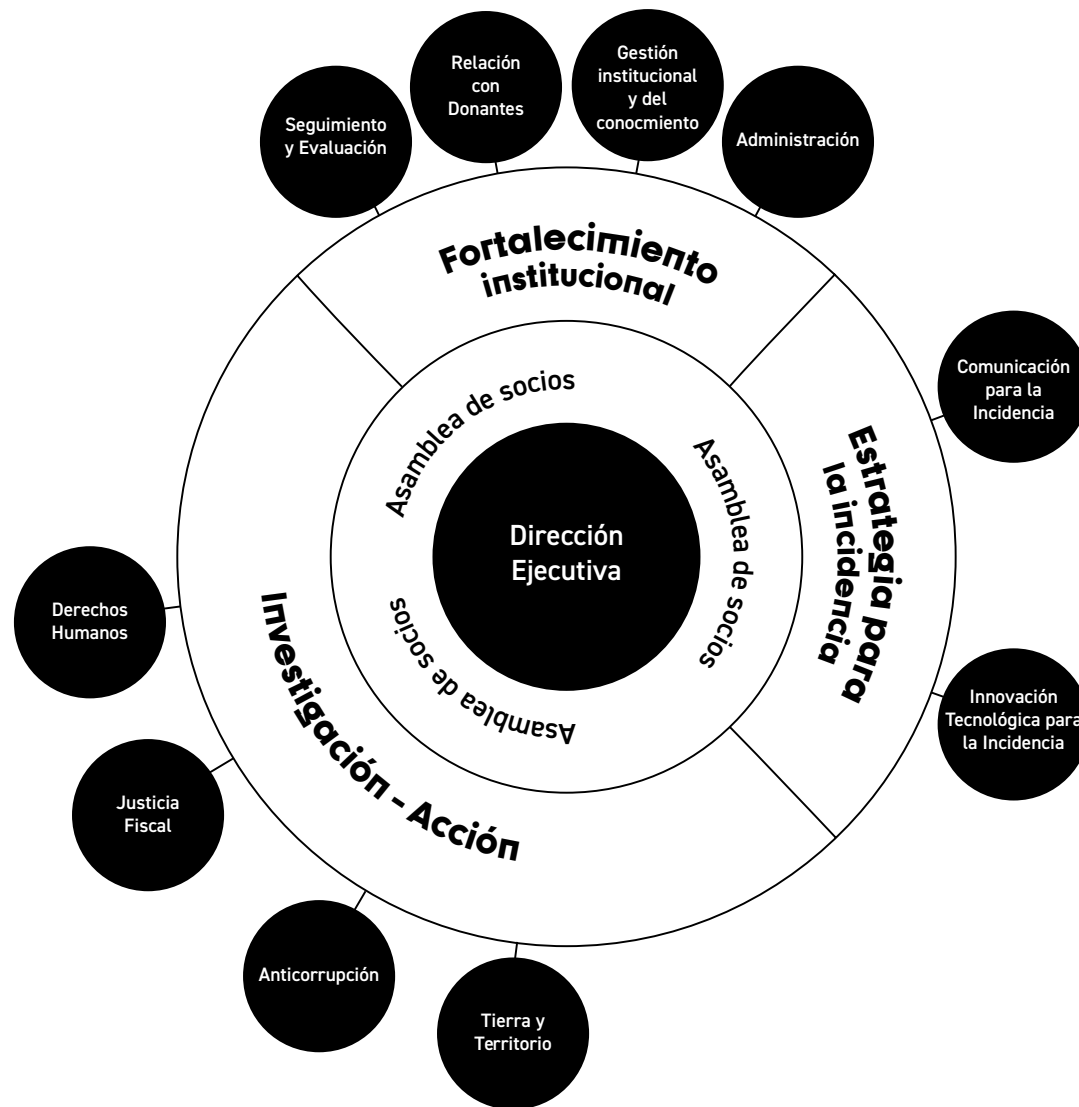 Relación
con
Donantes
Gestión
institucional
y del
conocmiento
Seguimiento
y Evaluación
Administración
Fortalecimiento
institucional
Comunicación
para la
Incidencia
Asamblea de socios
Asamblea de socios
Estrategia para
la incidencia
Dirección
Ejecutiva
Asamblea de socios
Derechos
Humanos
Investigación - Acción
Innovación
Tecnológica para
la Incidencia
Justicia
Fiscal
Anticorrupción
Tierra y
Territorio